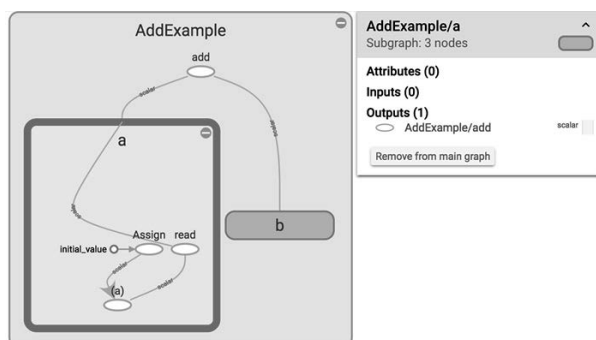 AddExample
add
scalar
scalar
a
scalar
b
Assign read
initial_value
scalar
(a)
scalar
AddExample/a
Subgraph: 3 nodes
Attributes (0)
Inputs (0)
Outputs (1)
AddExample/add scalar
Remove from main graph